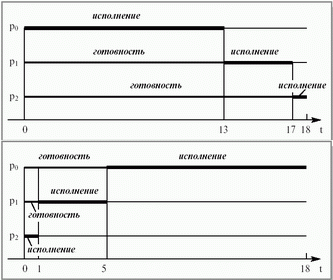 исполнение
p0
готовность исполнение
p1
готовность исполнение
p2
0 13 17 18 t
готовность исполнение
p0
исполнение
p1
готовность
p2
исполнение
0 1 5 18 t